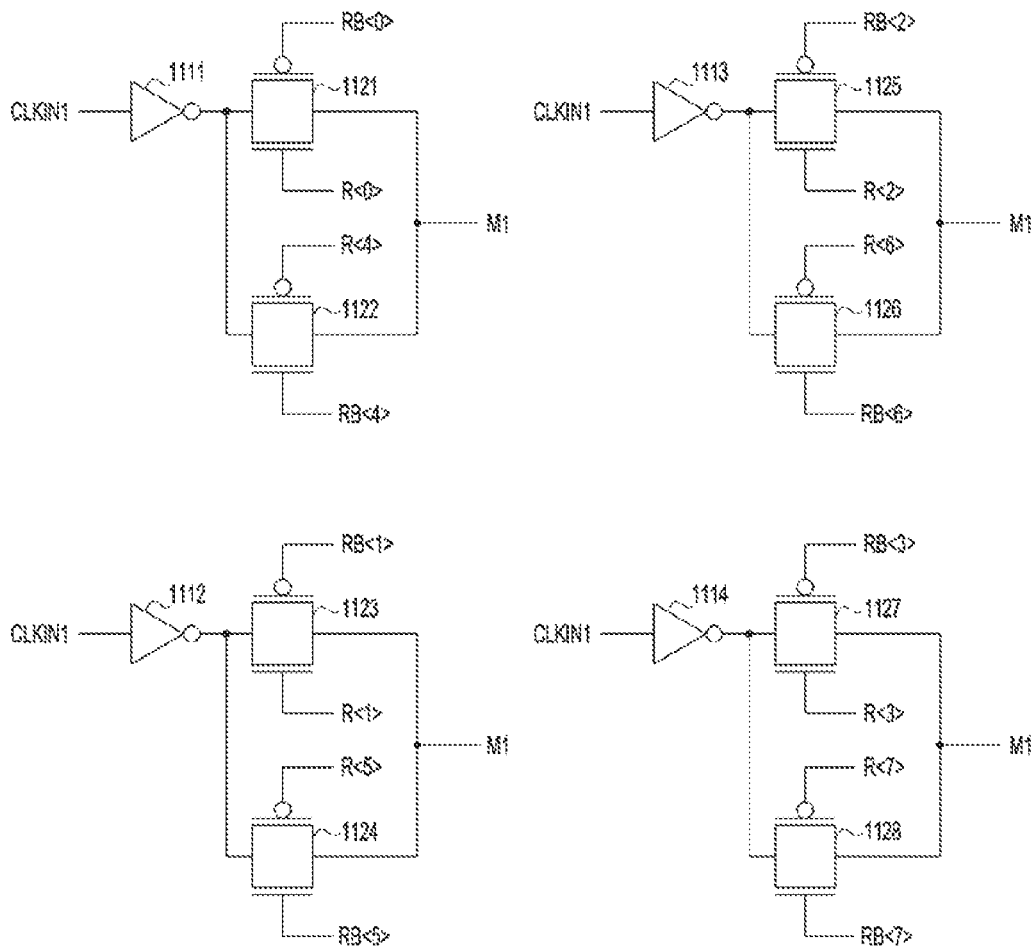 RB<0>
1111
1121
CLKIN1
R<0>
M1
R<4>
1122
RB<4>
RB<2>
1113
1125
CLKIN1
R<2>
M1
R<6>
1126
RB<6>
RB<1>
1112
1123
CLKIN1
R<1>
M1
R<5>
1124
RB<5>
RB<3>
1114
1127
CLKIN1
R<3>
M1
R<7>
1128
RB<7>